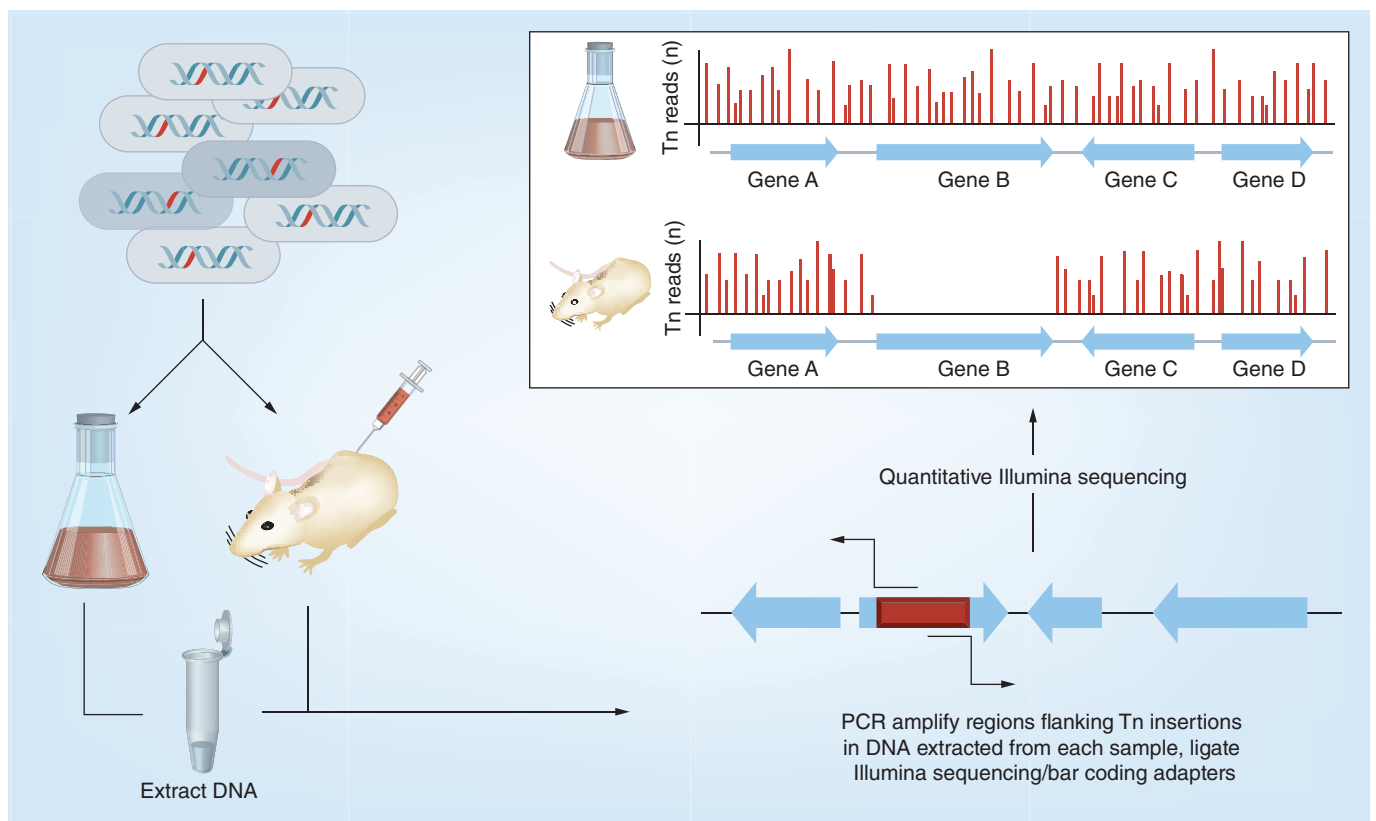 Tn reads (n)
Gene A
Gene B
Gene C
Gene D
Tn reads (n)
Gene A
Gene B
Gene C
Gene D
Quantitative Illumina sequencing
PCR amplify regions flanking Tn insertions
in DNA extracted from each sample, ligate
Illumina sequencing/bar coding adapters
Extract DNA